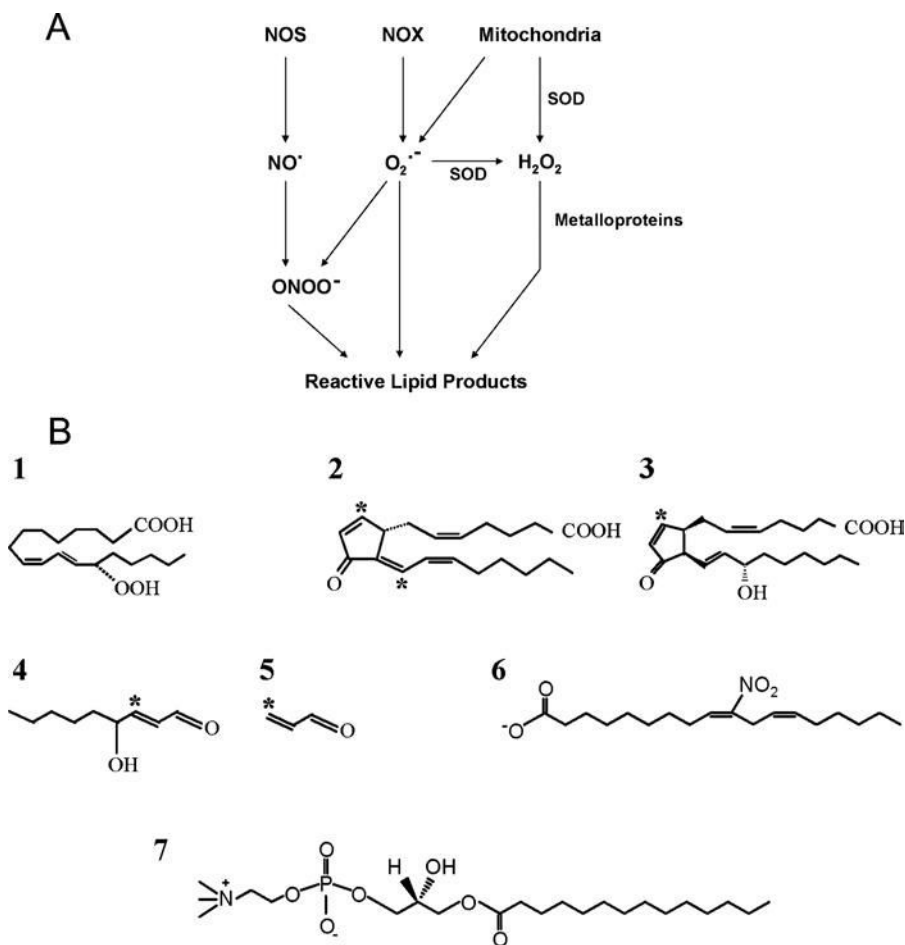 A
NOS NOX Mitochondria
SOD
NO· O₂·⁻ SOD H₂O₂
Metalloproteins
ONOO⁻
Reactive Lipid Products
B
1 2 3
COOH COOH COOH
* *
OOH O * O OH
4 5 6
* * NO₂
O O O
OH ⁻O
7
O H OH
N⁺ O P O O
O⁻ O